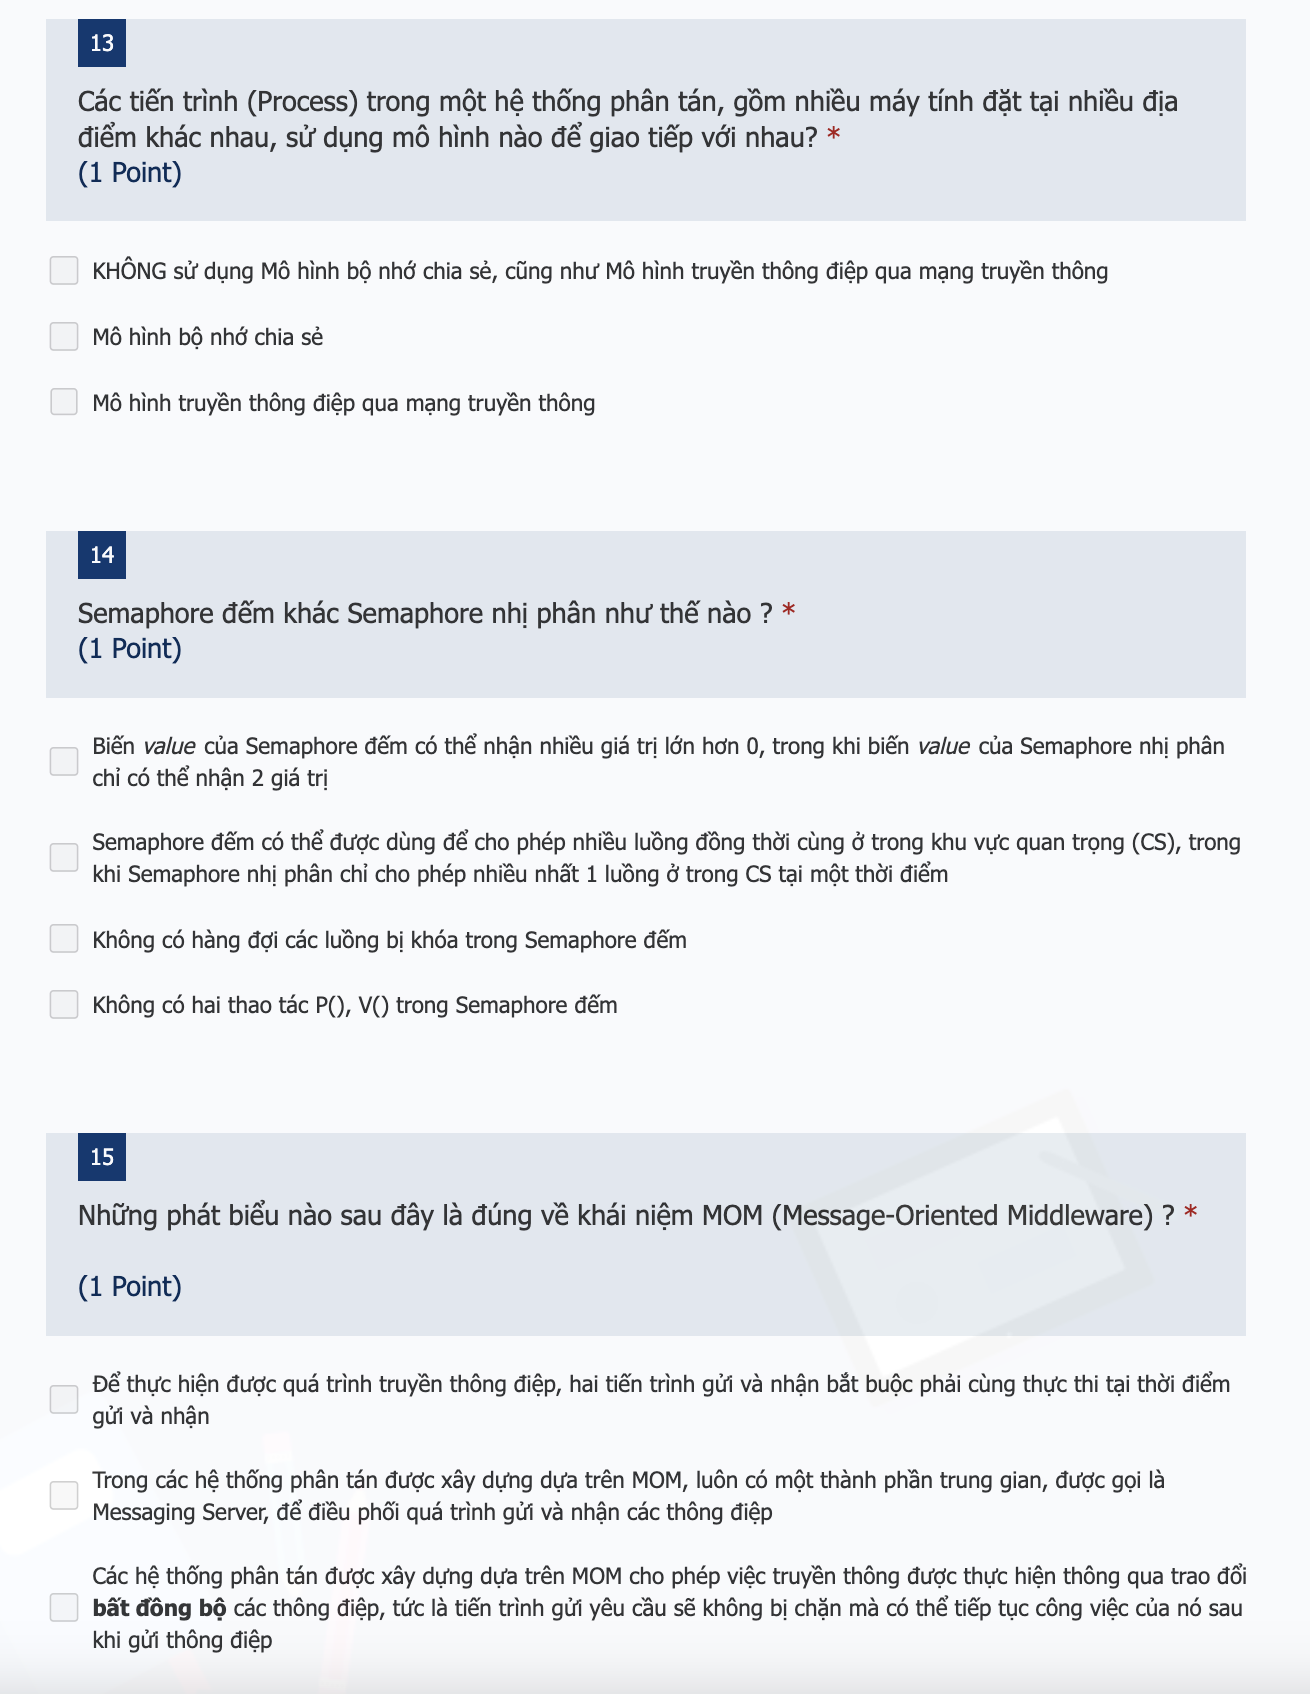 13
Các tiến trình (Process) trong một hệ thống phân tán, gồm nhiều máy tính đặt tại nhiều địa
điểm khác nhau, sử dụng mô hình nào để giao tiếp với nhau? *
(1 Point)
KHÔNG sử dụng Mô hình bộ nhớ chia sẻ, cũng như Mô hình truyền thông điệp qua mạng truyền thông
Mô hình bộ nhớ chia sẻ
Mô hình truyền thông điệp qua mạng truyền thông
14
Semaphore đếm khác Semaphore nhị phân như thế nào ? *
(1 Point)
Biến value của Semaphore đếm có thể nhận nhiều giá trị lớn hơn 0, trong khi biến value của Semaphore nhị phân
chỉ có thể nhận 2 giá trị
Semaphore đếm có thể được dùng để cho phép nhiều luồng đồng thời cùng ở trong khu vực quan trọng (CS), trong
khi Semaphore nhị phân chỉ cho phép nhiều nhất 1 luồng ở trong CS tại một thời điểm
Không có hàng đợi các luồng bị khóa trong Semaphore đếm
Không có hai thao tác P(), V() trong Semaphore đếm
15
Những phát biểu nào sau đây là đúng về khái niệm MOM (Message-Oriented Middleware) ? *
(1 Point)
Để thực hiện được quá trình truyền thông điệp, hai tiến trình gửi và nhận bắt buộc phải cùng thực thi tại thời điểm
gửi và nhận
Trong các hệ thống phân tán được xây dựng dựa trên MOM, luôn có một thành phần trung gian, được gọi là
Messaging Server, để điều phối quá trình gửi và nhận các thông điệp
Các hệ thống phân tán được xây dựng dựa trên MOM cho phép việc truyền thông được thực hiện thông qua trao đổi
bất đồng bộ các thông điệp, tức là tiến trình gửi yêu cầu sẽ không bị chặn mà có thể tiếp tục công việc của nó sau
khi gửi thông điệp